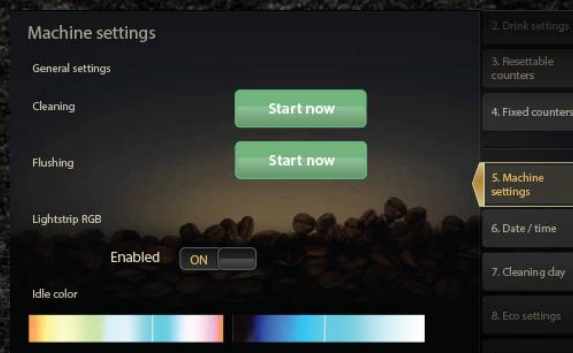 Machine settings
General settings
Cleaning
Start now
Flushing
Start now
Lightstrip RGB
Enabled
ON
Idle color
2. Drink settings
3. Resettable
counters
4. Fixed counters
5. Machine
settings
6. Date / time
7. Cleaning day
8. Eco settings